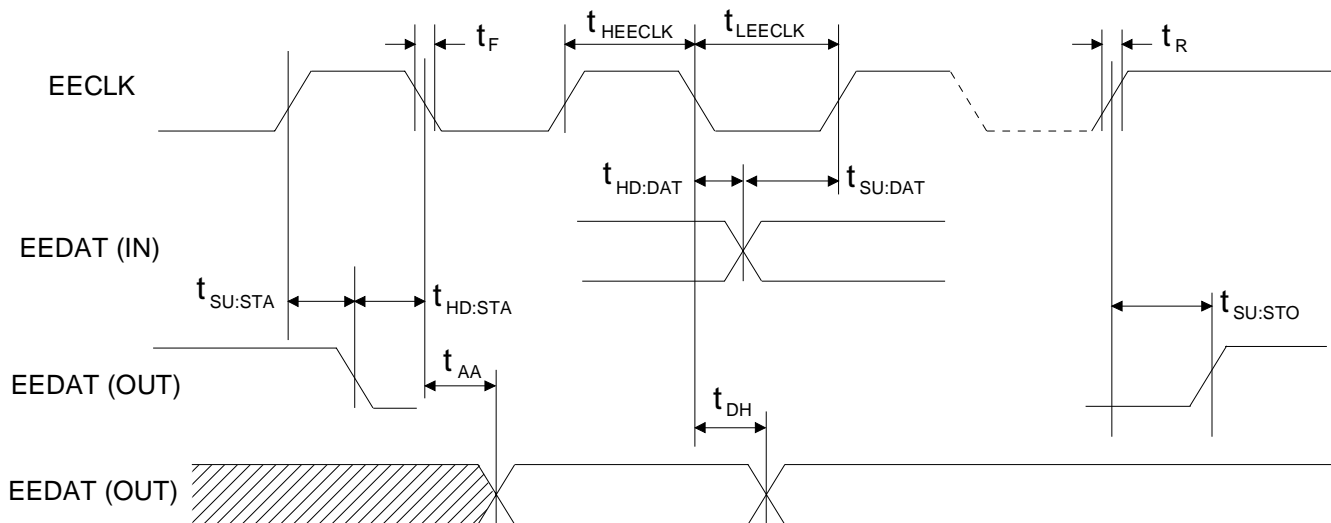 t_F
t_HEECLK
t_LEECLK
t_R
EECLK
t_HD:DAT
t_SU:DAT
EEDAT (IN)
t_SU:STA
t_HD:STA
t_SU:STO
t_AA
EEDAT (OUT)
t_DH
EEDAT (OUT)